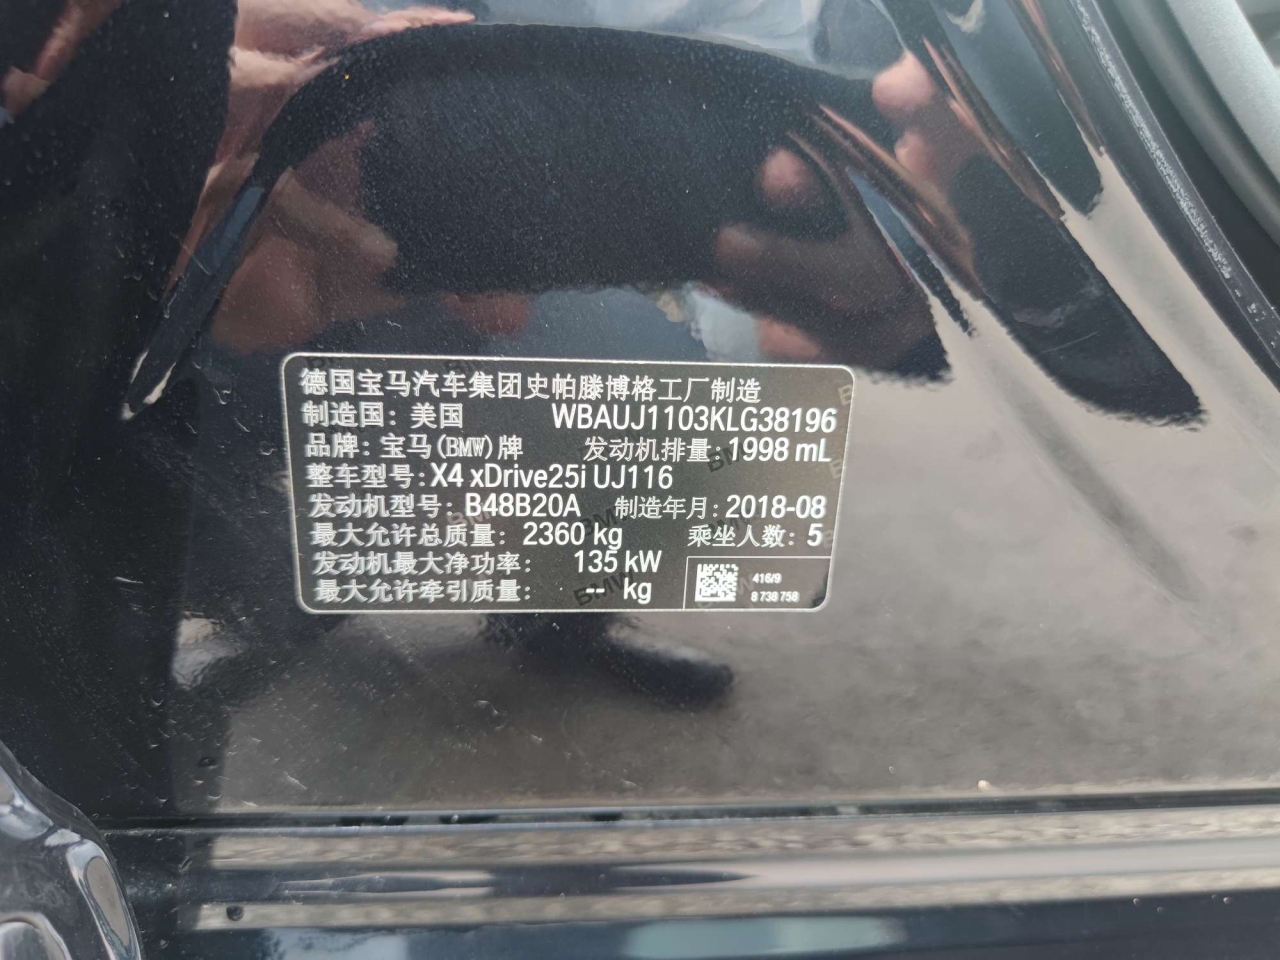 德国宝马汽车集团史帕滕博格工厂制造
制造国: 美国 WBAUJ1103KLG38196
品牌: 宝马(BMW)牌 发动机排量: 1998 mL
整车型号: X4 xDrive25i UJ116
发动机型号: B48B20A 制造年月: 2018-08
最大允许总质量: 2360 kg 乘坐人数: 5
发动机最大净功率: 135 kW
最大允许牵引质量: -- kg
416/9
8 738 758